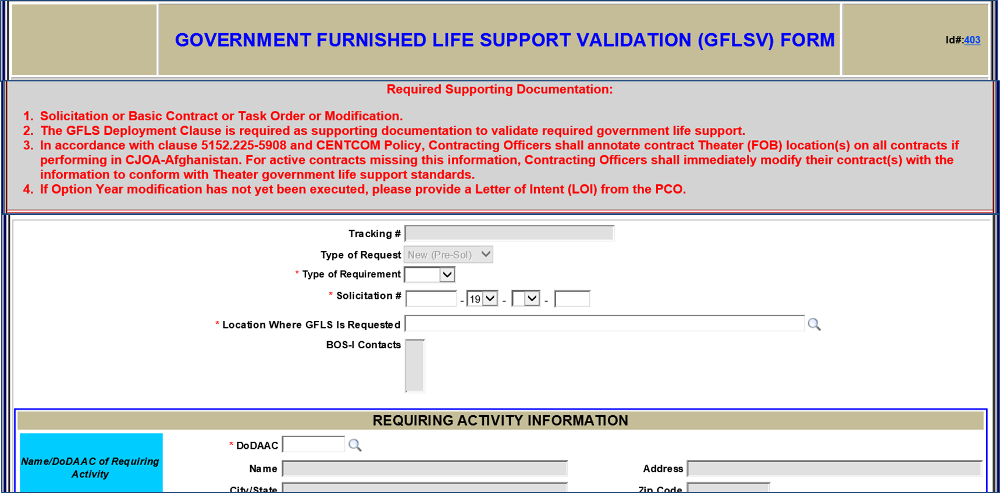 GOVERNMENT FURNISHED LIFE SUPPORT VALIDATION (GFLSV) FORM
Id#:403
Required Supporting Documentation:
1. Solicitation or Basic Contract or Task Order or Modification.
2. The GFLS Deployment Clause is required as supporting documentation to validate required government life support.
3. In accordance with clause 5152.225-5908 and CENTCOM Policy, Contracting Officers shall annotate contract Theater (FOB) location(s) on all contracts if
performing in CJOA-Afghanistan. For active contracts missing this information, Contracting Officers shall immediately modify their contract(s) with the
information to conform with Theater government life support standards.
4. If Option Year modification has not yet been executed, please provide a Letter of Intent (LOI) from the PCO.
Tracking #
Type of Request New (Pre-Sol)
* Type of Requirement
* Solicitation # - 19 - -
* Location Where GFLS Is Requested
BOS-I Contacts
REQUIRING ACTIVITY INFORMATION
* DoDAAC
Name/DoDAAC of Requiring
Activity
Name
Address
City/State
Zip Code